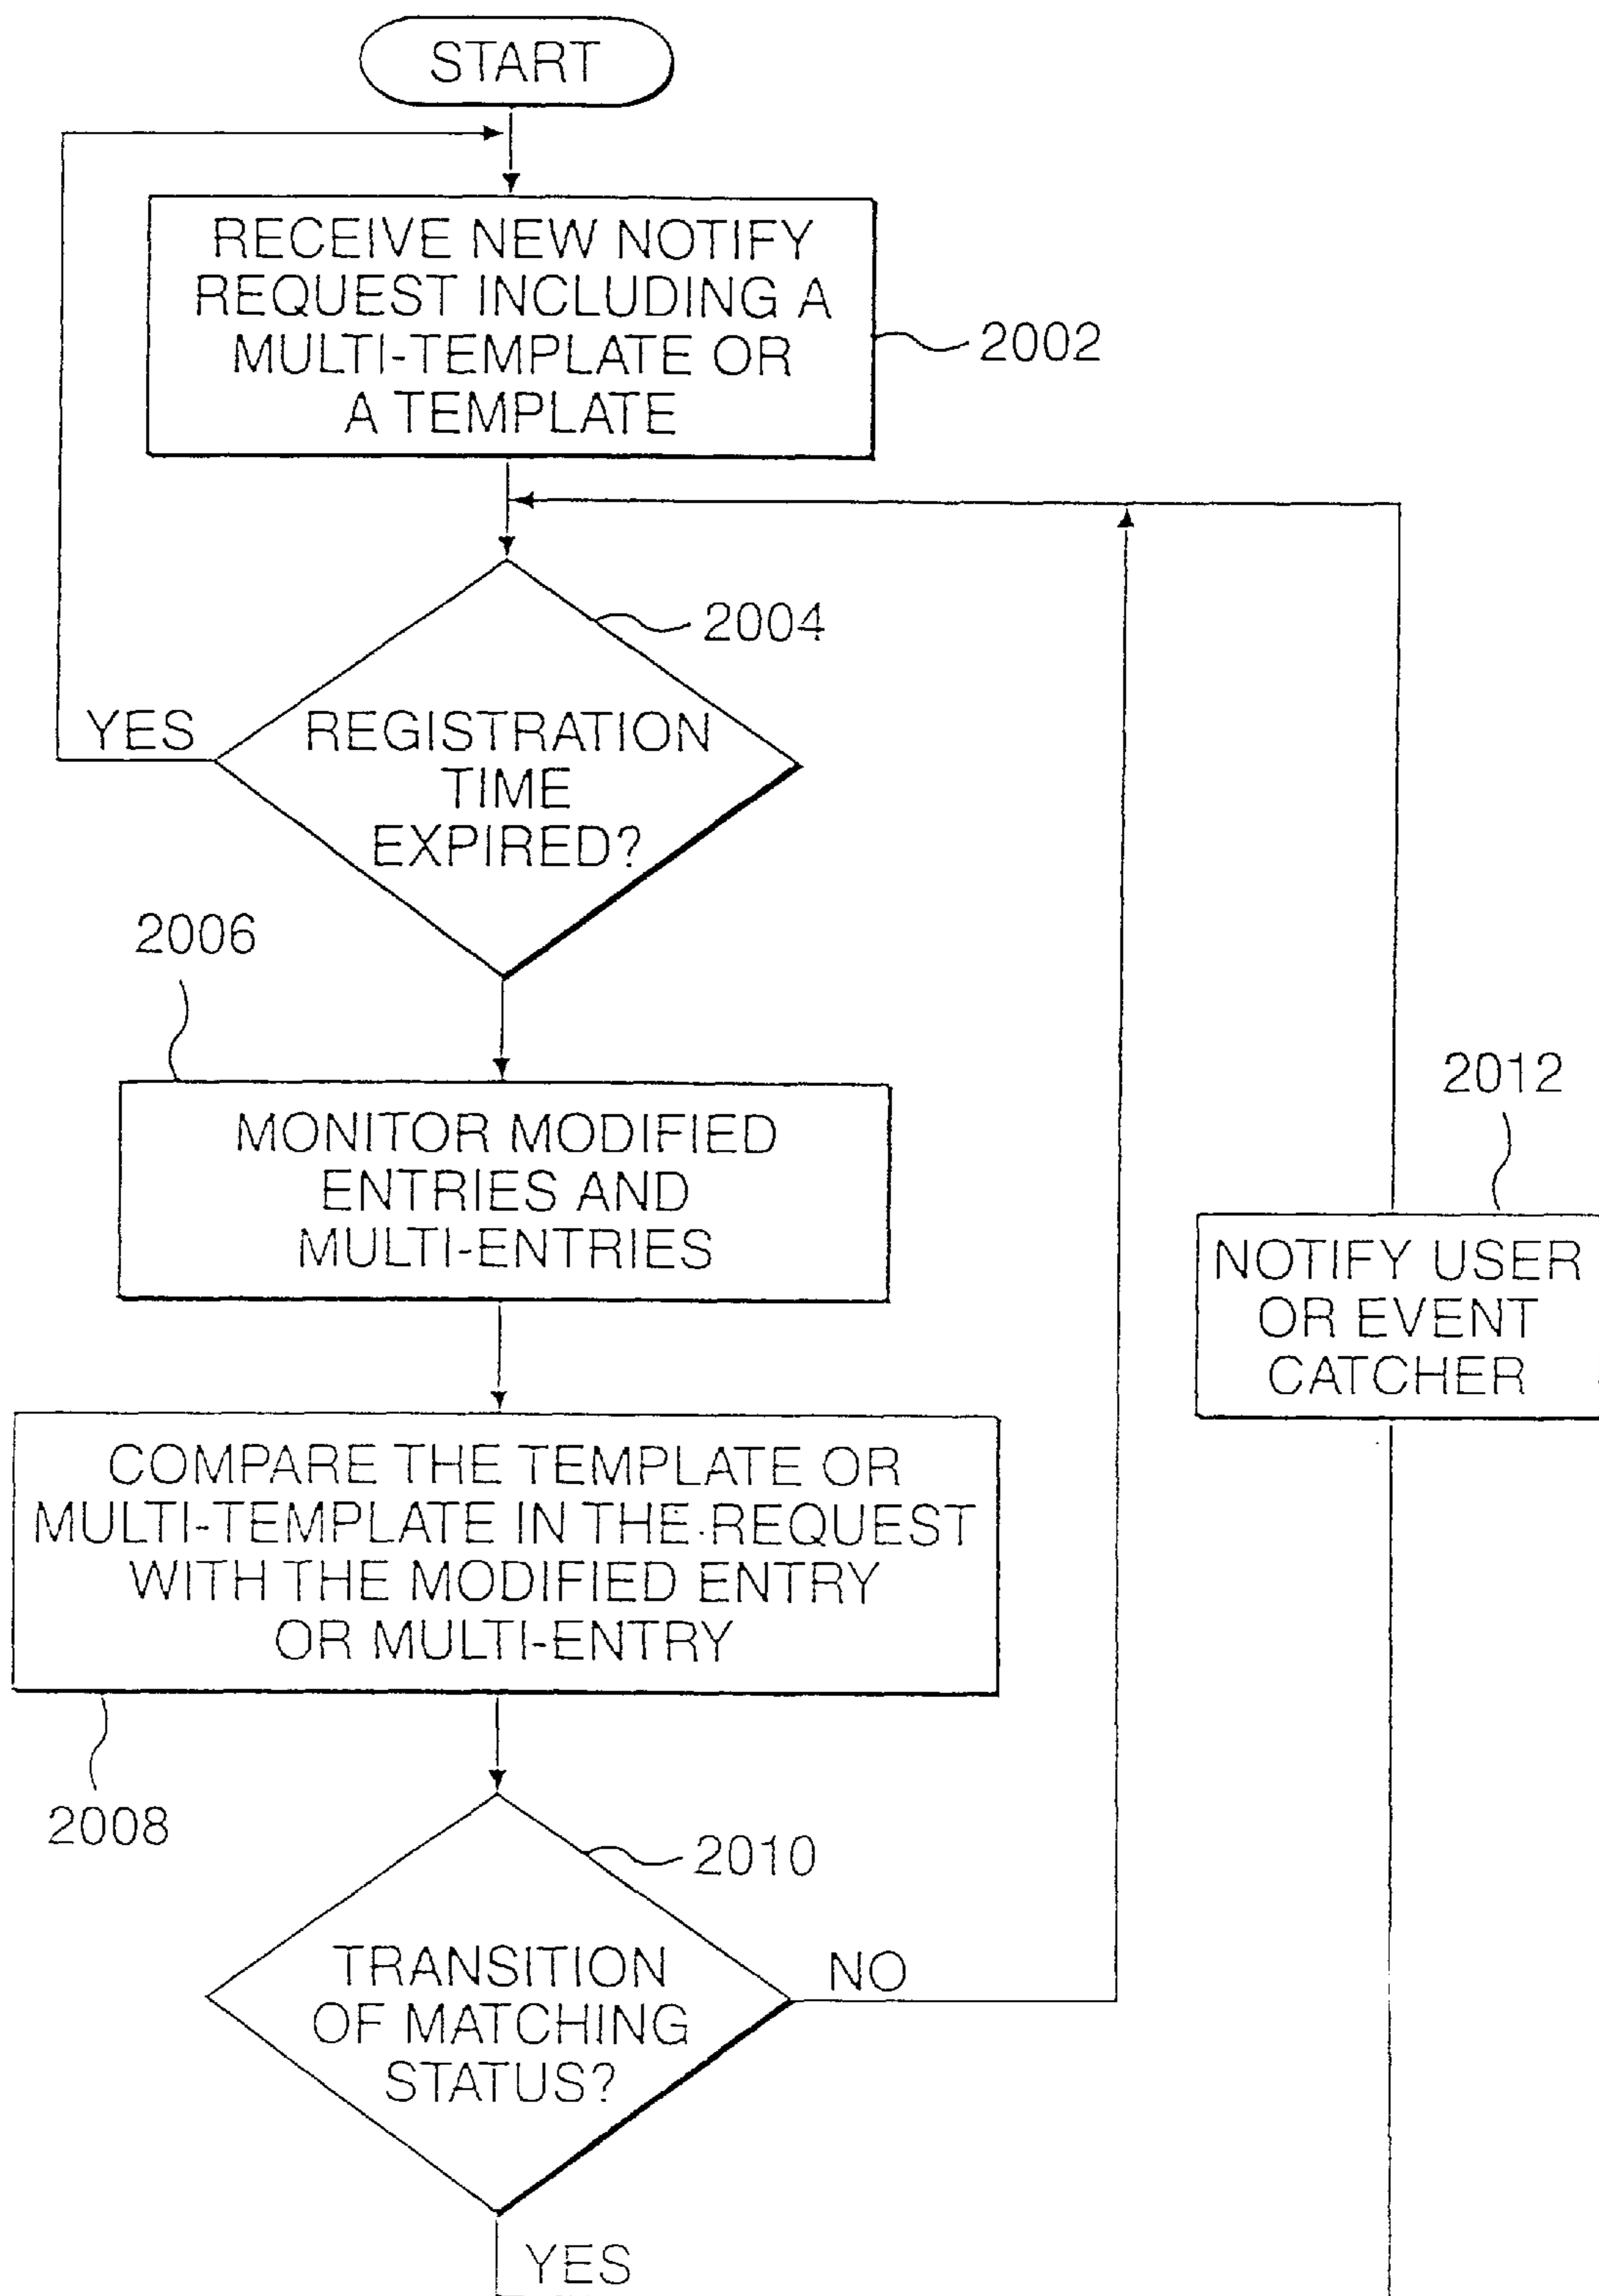 START
RECEIVE NEW NOTIFY
REQUEST INCLUDING A
MULTI-TEMPLATE OR
A TEMPLATE
2002
2004
YES
REGISTRATION
TIME
EXPIRED?
2006
MONITOR MODIFIED
ENTRIES AND
MULTI-ENTRIES
2012
NOTIFY USER
OR EVENT
CATCHER
COMPARE THE TEMPLATE OR
MULTI-TEMPLATE IN THE REQUEST
WITH THE MODIFIED ENTRY
OR MULTI-ENTRY
2008
2010
TRANSITION
OF MATCHING
STATUS?
NO
YES